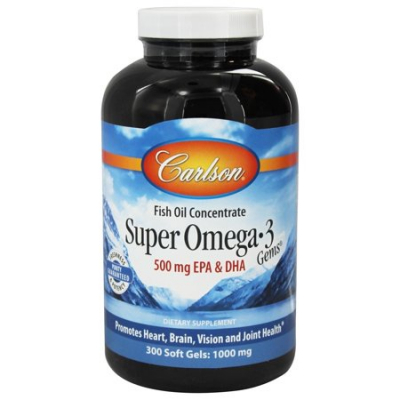 Carlson®
Fish Oil Concentrate
Super Omega•3
Gems®
500 mg EPA & DHA
DIETARY SUPPLEMENT
Promotes Heart, Brain, Vision and Joint Health*
300 Soft Gels: 1000 mg